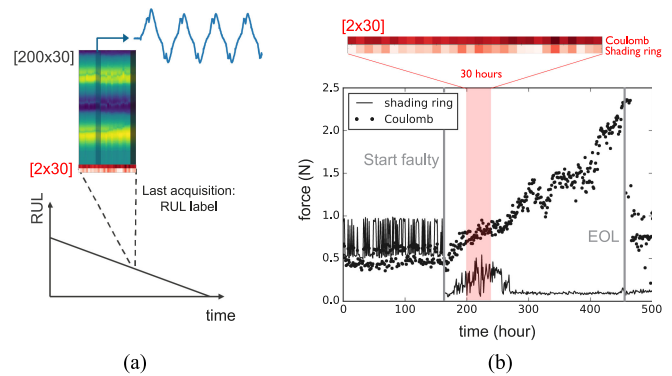 [200x30]
[2x30]
Last acquisition:
RUL label
RUL
time
(a)
[2x30]
Coulomb
Shading ring
30 hours
shading ring
Coulomb
Start faulty
EOL
force (N)
2.5
2.0
1.5
1.0
0.5
0.0
0 100 200 300 400 500
time (hour)
(b)